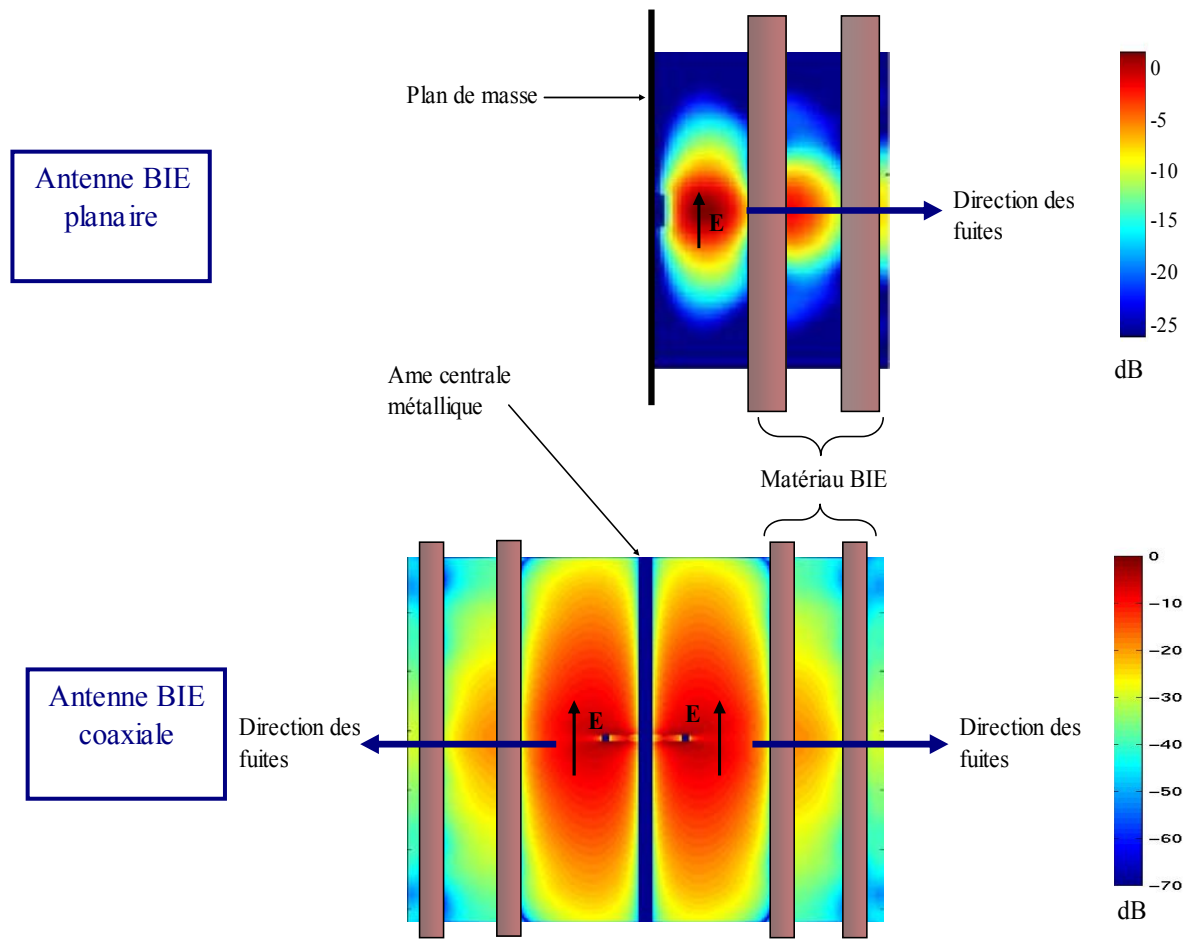 Plan de masse
0
-5
-10
-15
-20
-25
dB
Antenne BIE
planaire
E
Direction des
fuites
Ame centrale
métallique
Matériau BIE
Antenne BIE
coaxiale
Direction des
fuites
E
E
Direction des
fuites
0
−10
−20
−30
−40
−50
−60
−70
dB